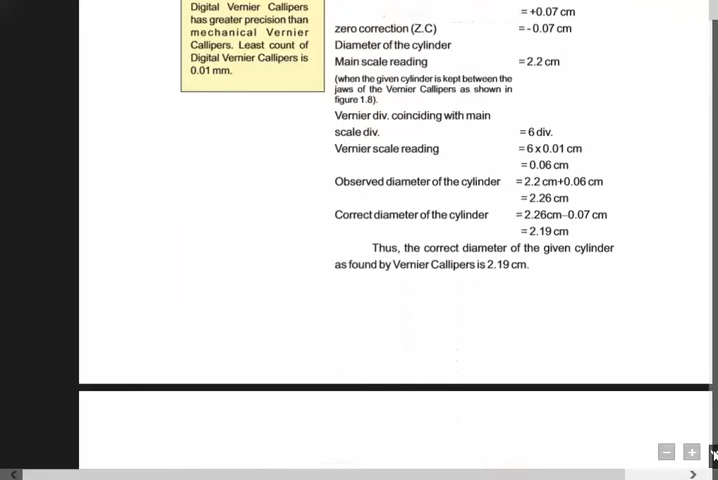 Digital Vernier Callipers
has greater precision than
mechanical Vernier
Callipers. Least count of
Digital Vernier Callipers is
0.01 mm.
= +0.07 cm
zero correction (Z.C) = - 0.07 cm
Diameter of the cylinder
Main scale reading = 2.2 cm
(when the given cylinder is kept between the
jaws of the Vernier Callipers as shown in
figure 1.8).
Vernier div. coinciding with main
scale div. = 6 div.
Vernier scale reading = 6 x 0.01 cm
= 0.06 cm
Observed diameter of the cylinder = 2.2 cm+0.06 cm
= 2.26 cm
Correct diameter of the cylinder = 2.26cm–0.07 cm
= 2.19 cm
Thus, the correct diameter of the given cylinder
as found by Vernier Callipers is 2.19 cm.